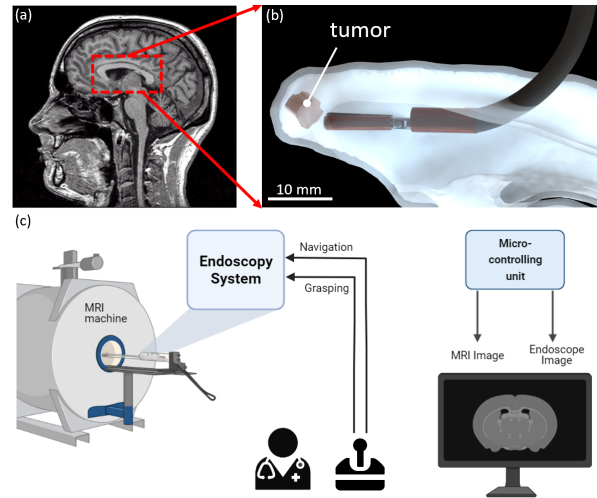 (a)
(b)
tumor
10 mm
(c)
Endoscopy
System
Navigation
Grasping
Micro-
controlling
unit
MRI
machine
MRI Image
Endoscope
Image